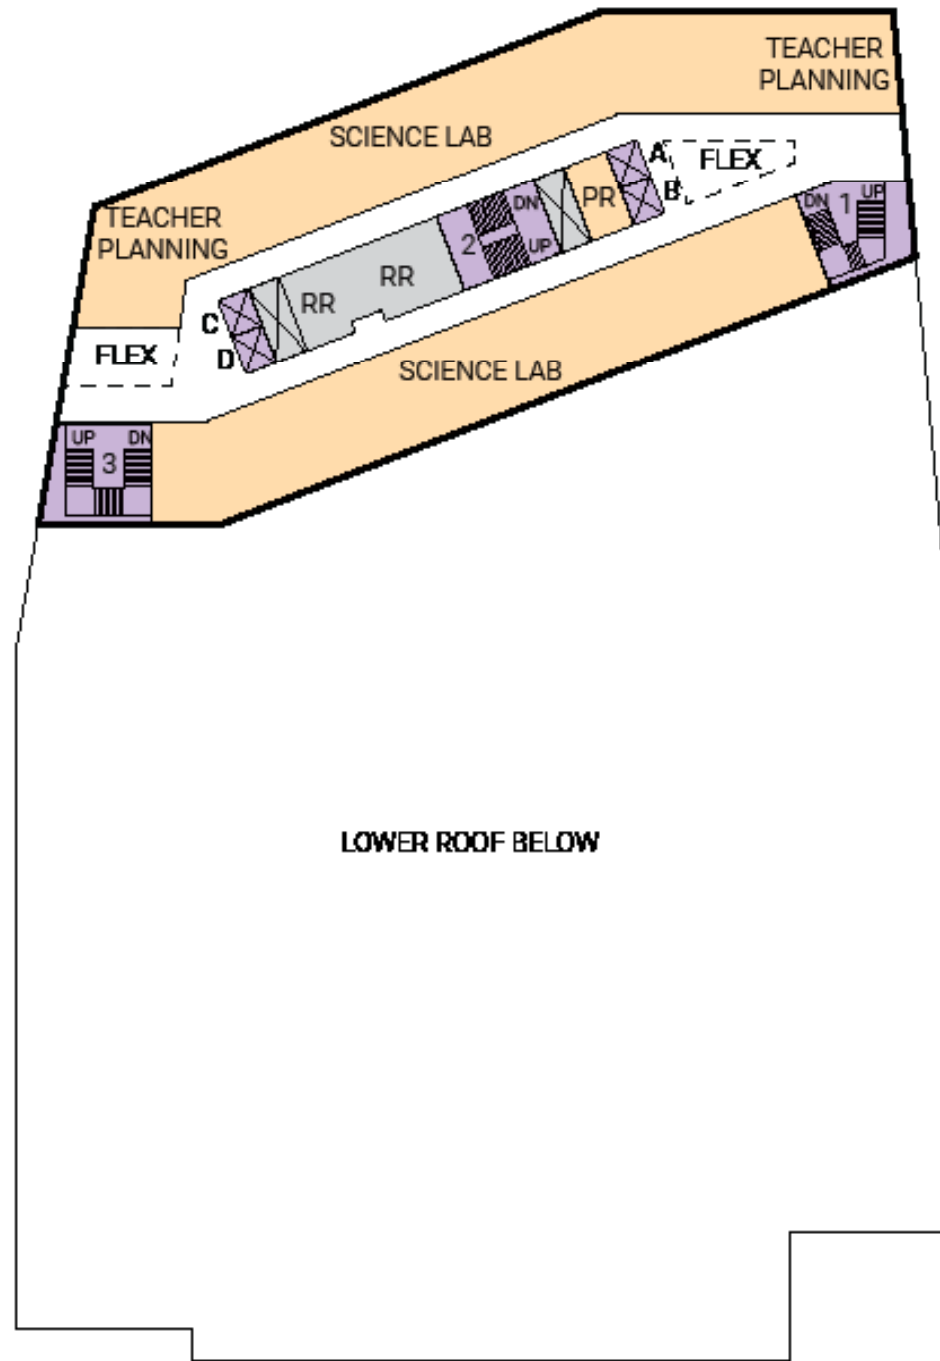 TEACHER
PLANNING
SCIENCE LAB
A
FLEX
B
PR
DN
1
UP
TEACHER
PLANNING
2
DN
UP
RR
RR
C
D
FLEX
SCIENCE LAB
UP
DN
3
LOWER ROOF BELOW